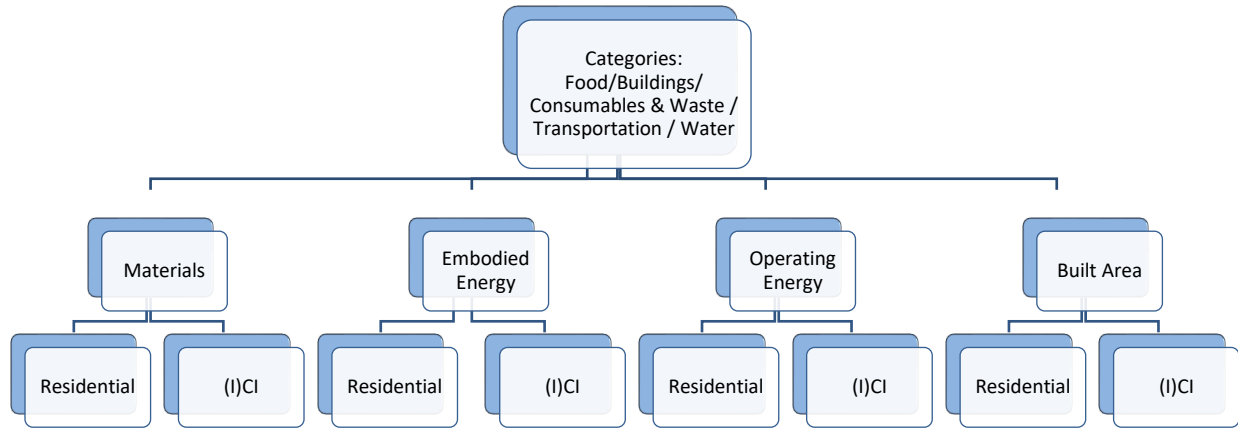 Categories:
Food/Buildings/
Consumables & Waste /
Transportation / Water
Materials
Embodied
Energy
Operating
Energy
Built Area
Residential
(I)CI
Residential
(I)CI
Residential
(I)CI
Residential
(I)CI